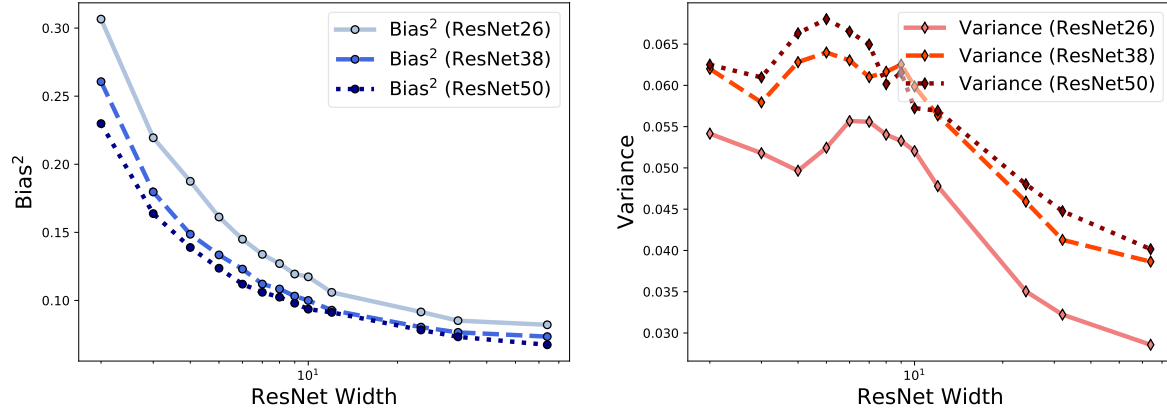 0.30
0.25
0.20
0.15
0.10
Bias²
Bias² (ResNet26)
Bias² (ResNet38)
Bias² (ResNet50)
10¹
ResNet Width
0.065
0.060
0.055
0.050
0.045
0.040
0.035
0.030
Variance
Variance (ResNet26)
Variance (ResNet38)
Variance (ResNet50)
10¹
ResNet Width